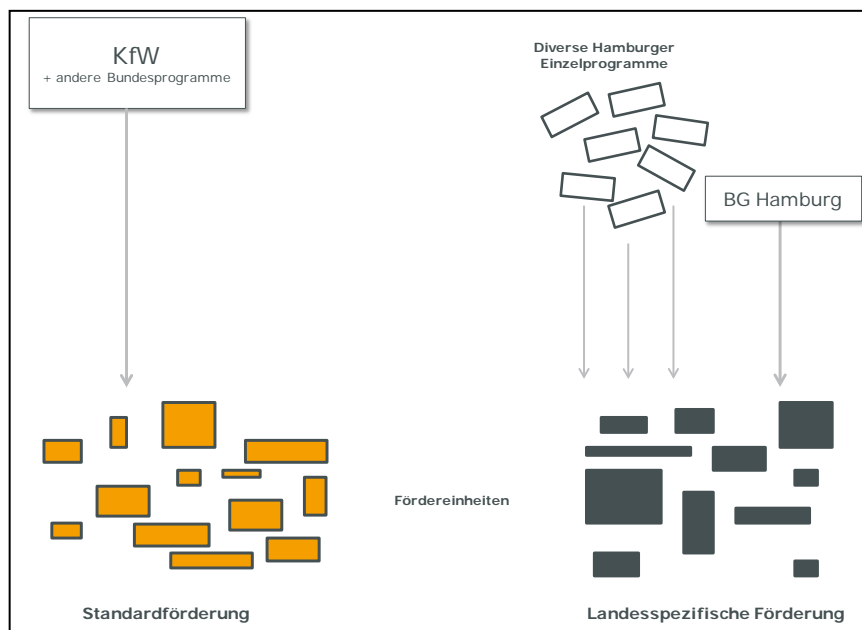 KfW
+ andere Bundesprogramme
Diverse Hamburger
Einzelprogramme
BG Hamburg
Fördereinheiten
Standardförderung
Landesspezifische Förderung